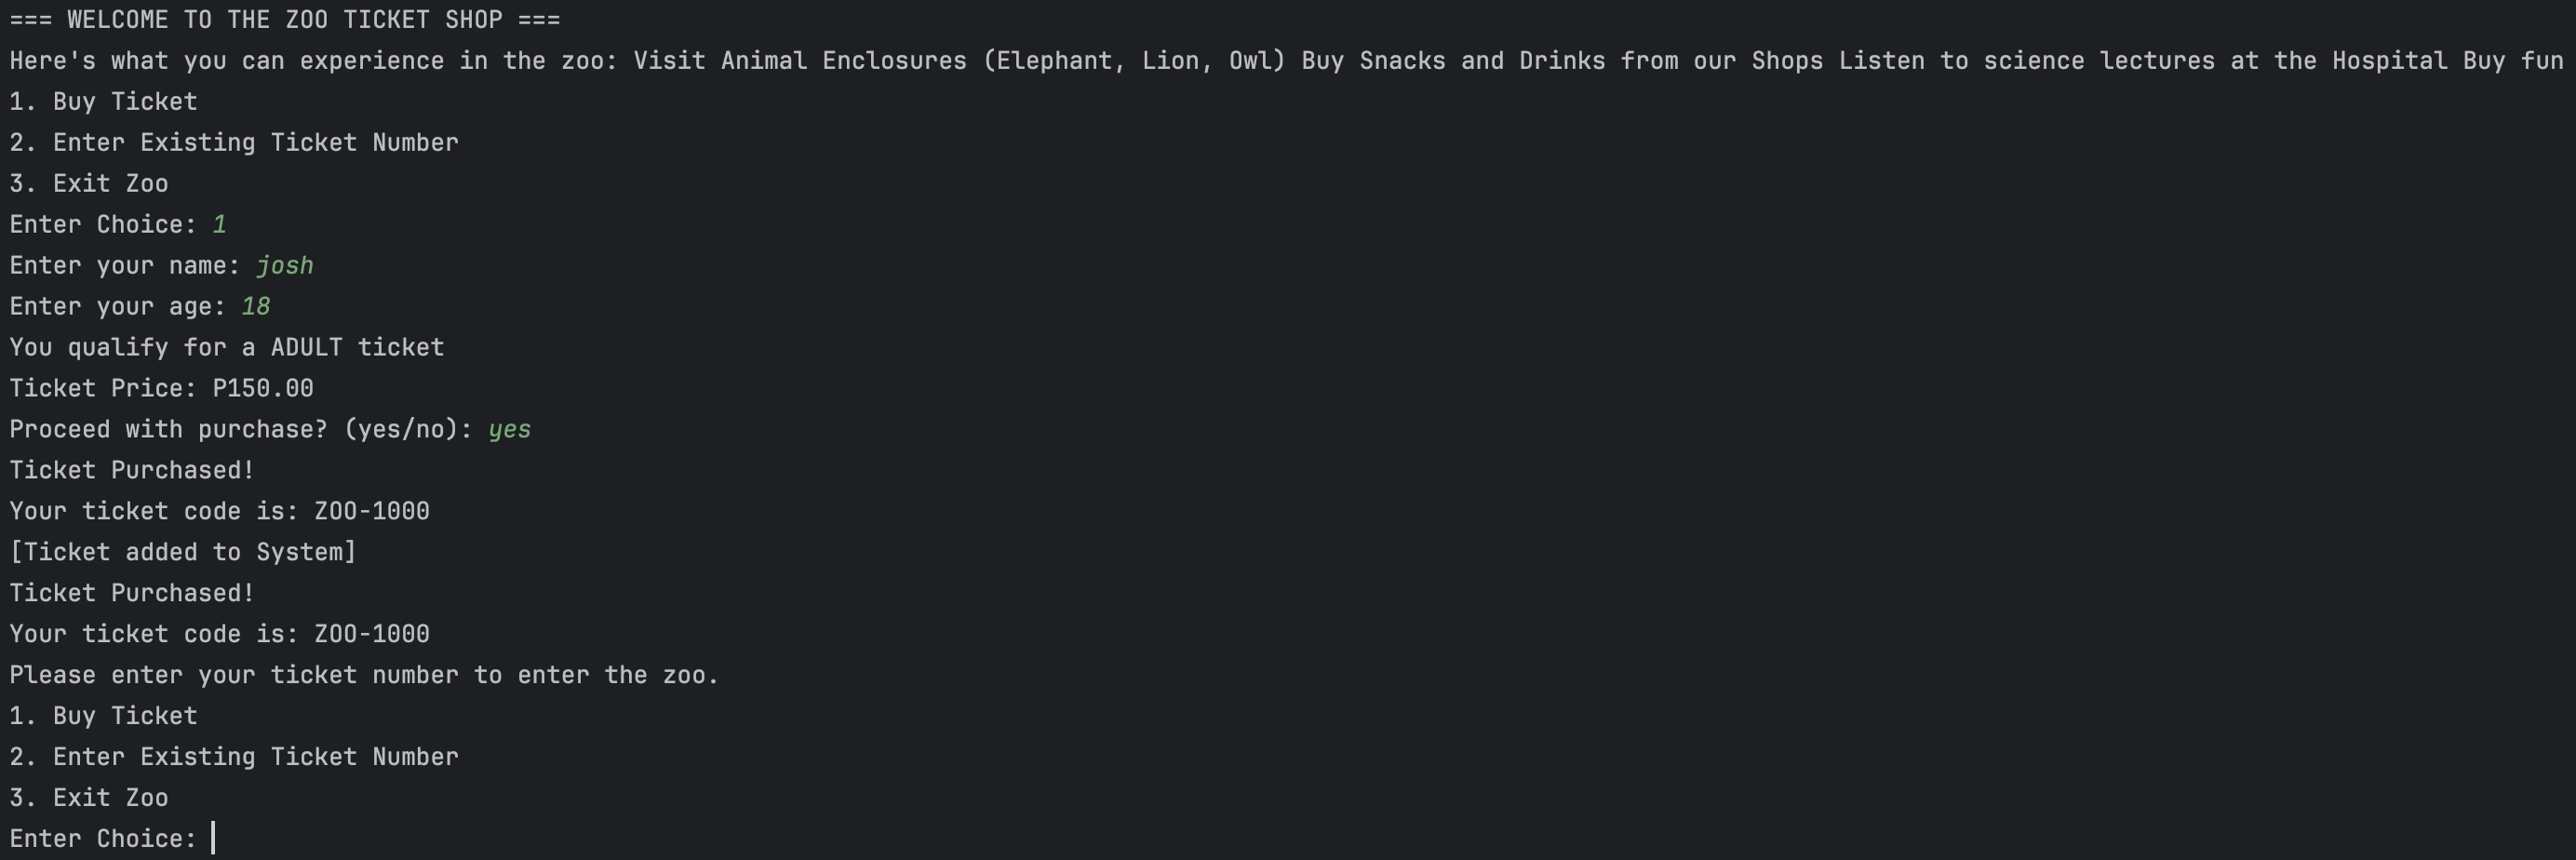 === WELCOME TO THE ZOO TICKET SHOP ===
Here's what you can experience in the zoo: Visit Animal Enclosures (Elephant, Lion, Owl) Buy Snacks and Drinks from our Shops Listen to science lectures at the Hospital Buy fun
1. Buy Ticket
2. Enter Existing Ticket Number
3. Exit Zoo
Enter Choice: 1
Enter your name: josh
Enter your age: 18
You qualify for a ADULT ticket
Ticket Price: P150.00
Proceed with purchase? (yes/no): yes
Ticket Purchased!
Your ticket code is: ZOO-1000
[Ticket added to System]
Ticket Purchased!
Your ticket code is: ZOO-1000
Please enter your ticket number to enter the zoo.
1. Buy Ticket
2. Enter Existing Ticket Number
3. Exit Zoo
Enter Choice: